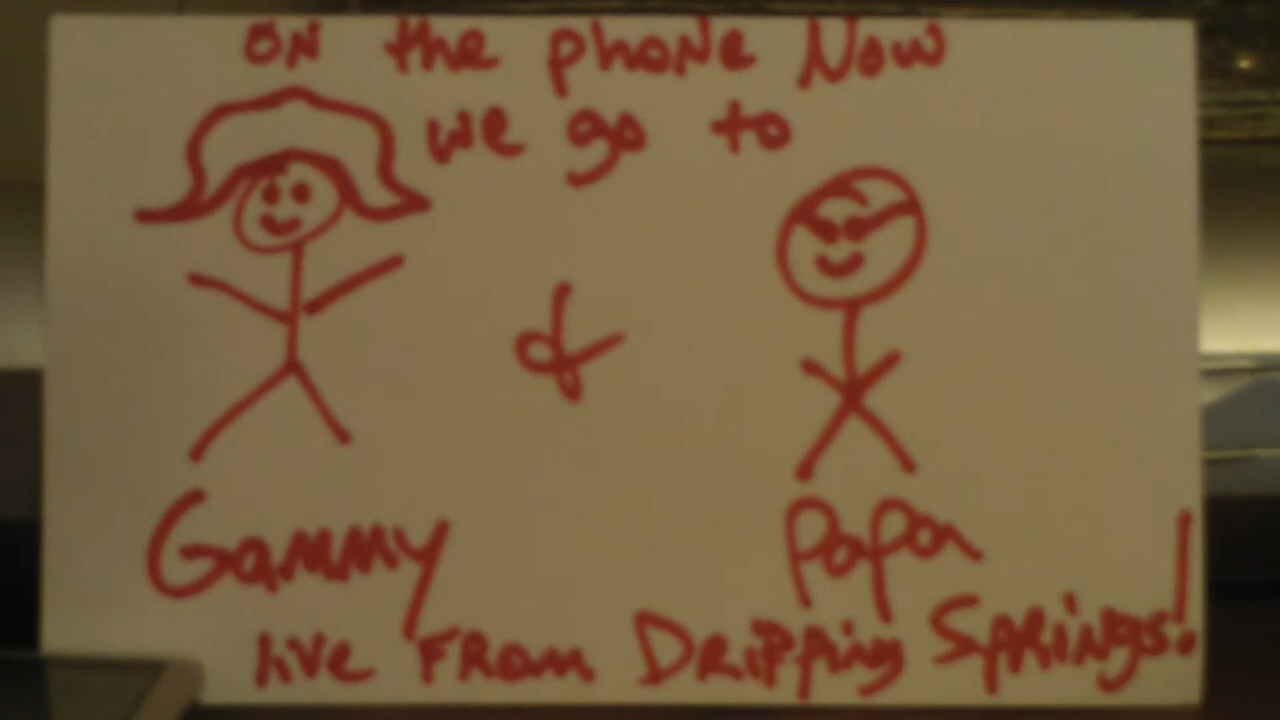 ON the phoNe Now
we go to
&
Gammy
Papa
live FRom DRippiNg SpRiNgs!